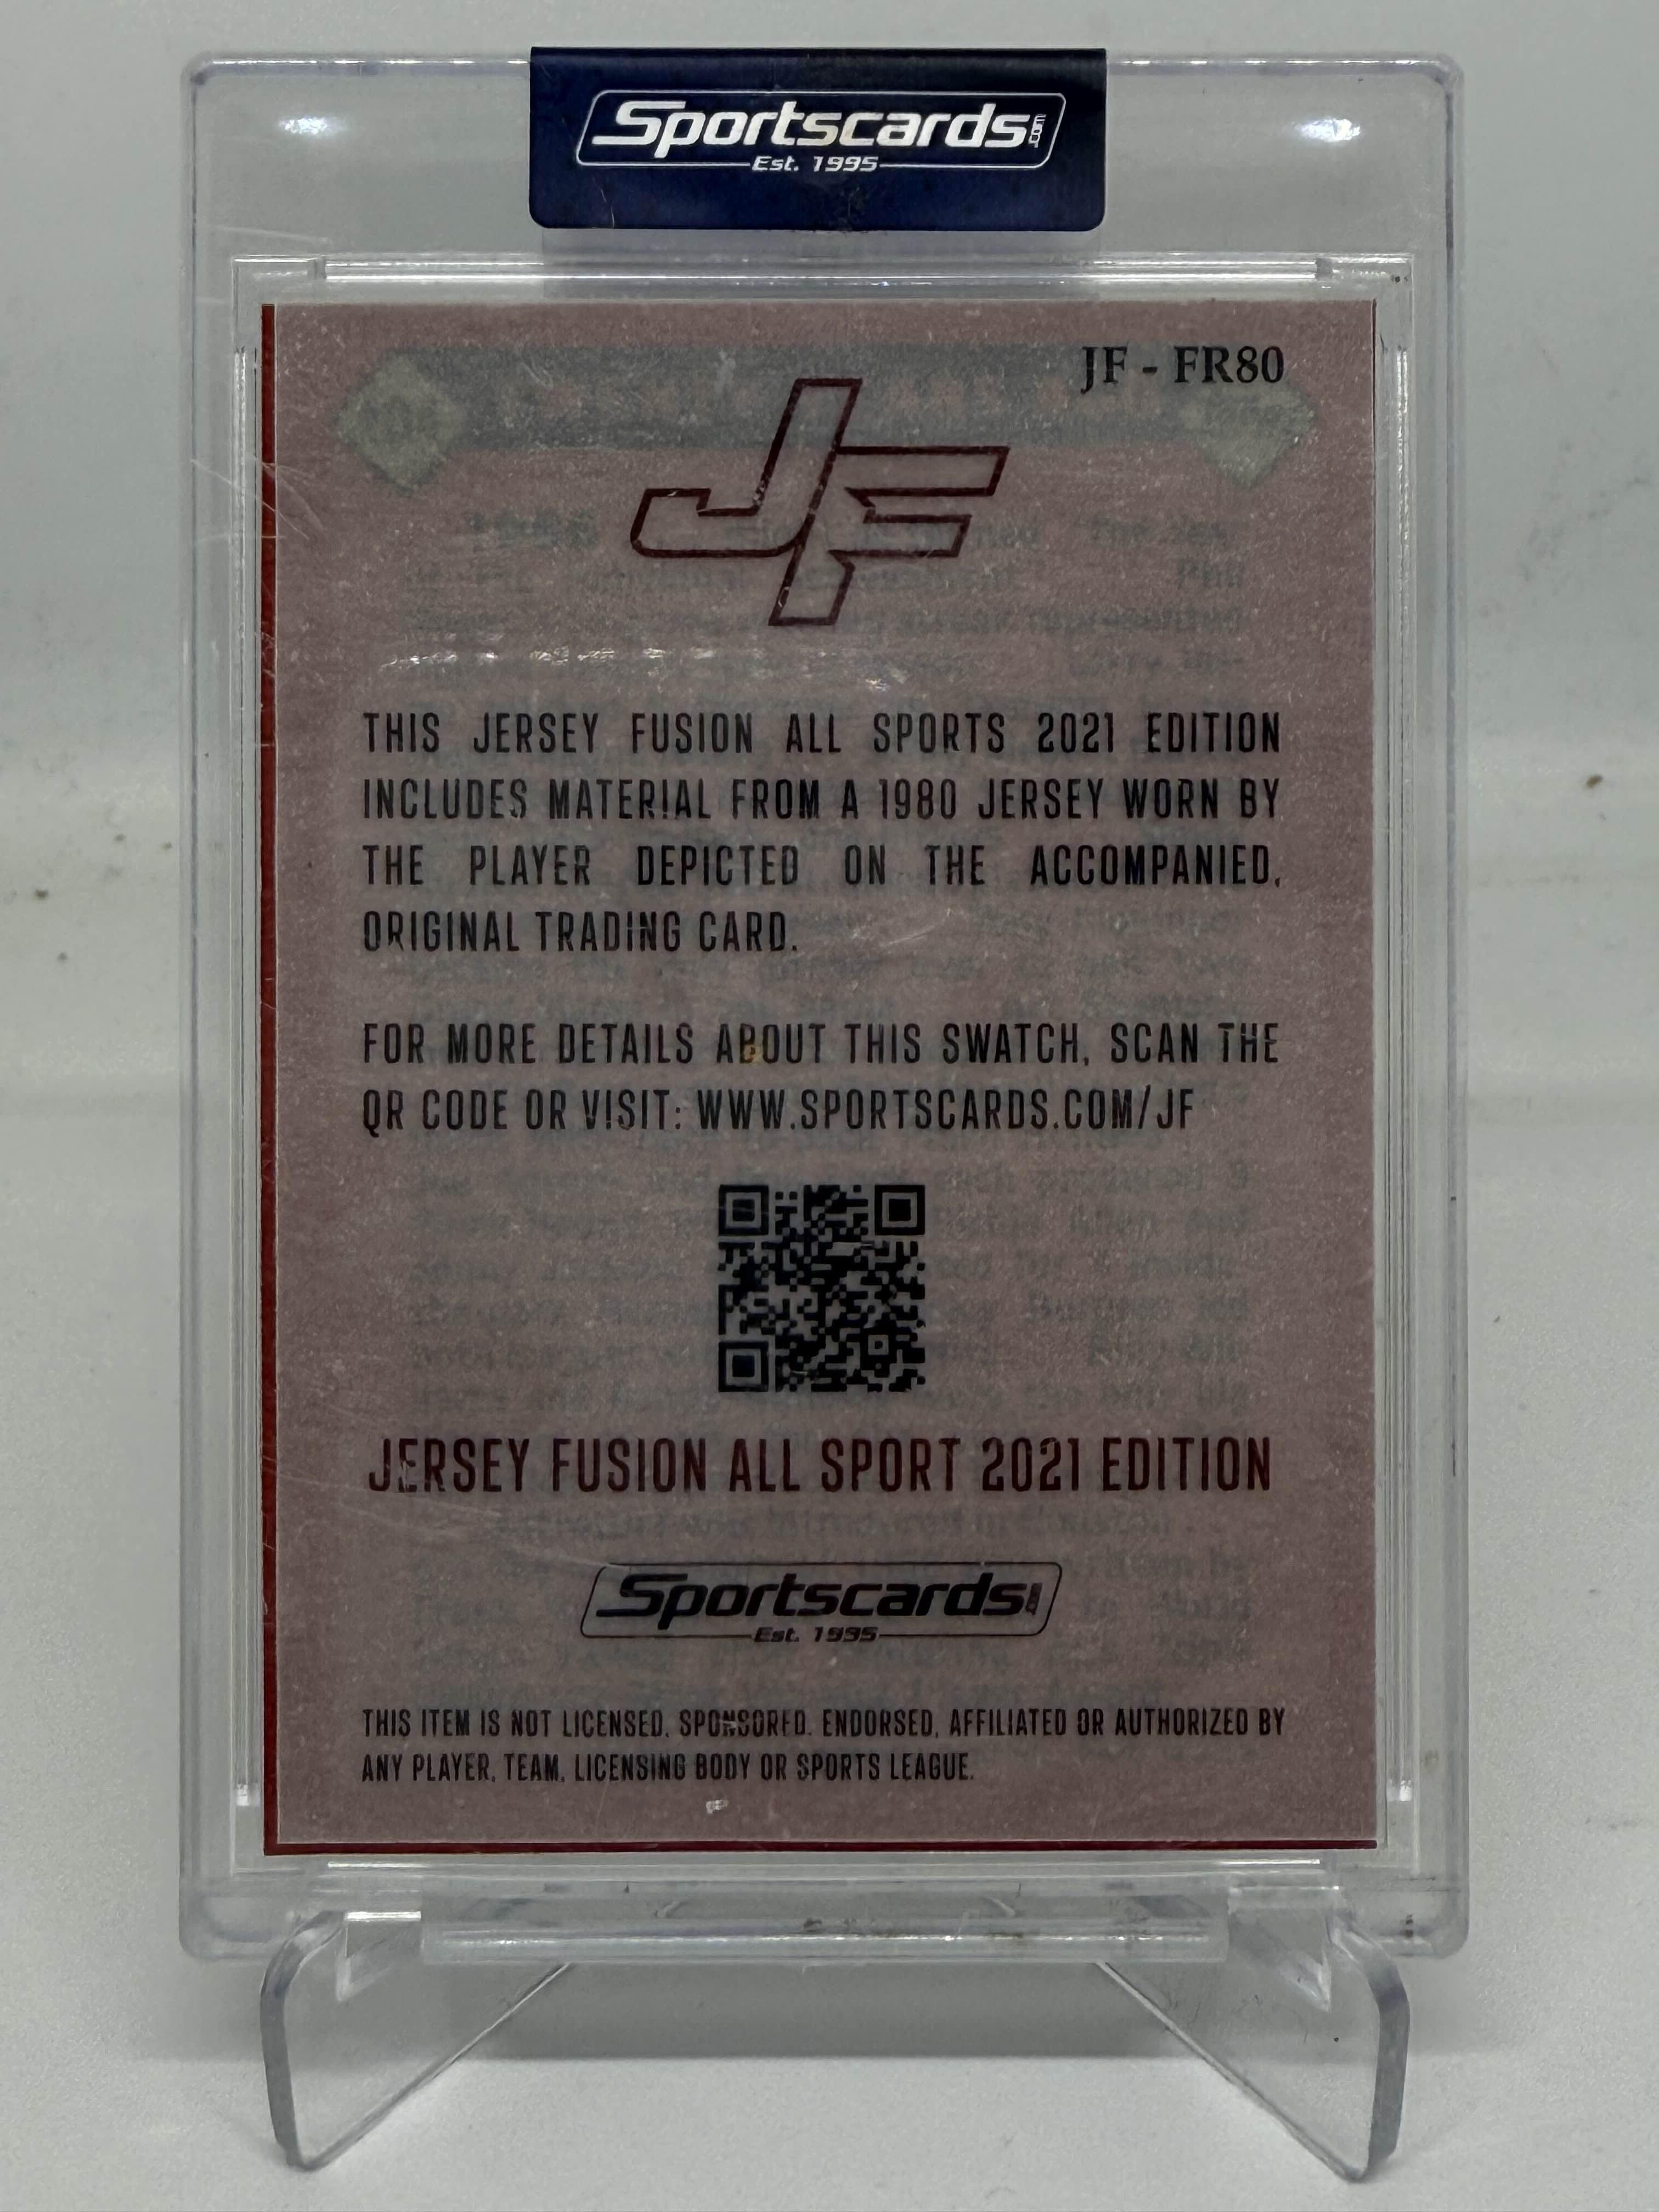 Sportscards.com
Est. 1995
JF - FR80
JF
THIS JERSEY FUSION ALL SPORTS 2021 EDITION
INCLUDES MATERIAL FROM A 1980 JERSEY WORN BY
THE PLAYER DEPICTED ON THE ACCOMPANIED,
ORIGINAL TRADING CARD.
FOR MORE DETAILS ABOUT THIS SWATCH, SCAN THE
QR CODE OR VISIT: WWW.SPORTSCARDS.COM/JF
JERSEY FUSION ALL SPORT 2021 EDITION
Sportscards.com
Est. 1995
THIS ITEM IS NOT LICENSED, SPONSORED, ENDORSED, AFFILIATED OR AUTHORIZED BY
ANY PLAYER, TEAM, LICENSING BODY OR SPORTS LEAGUE.